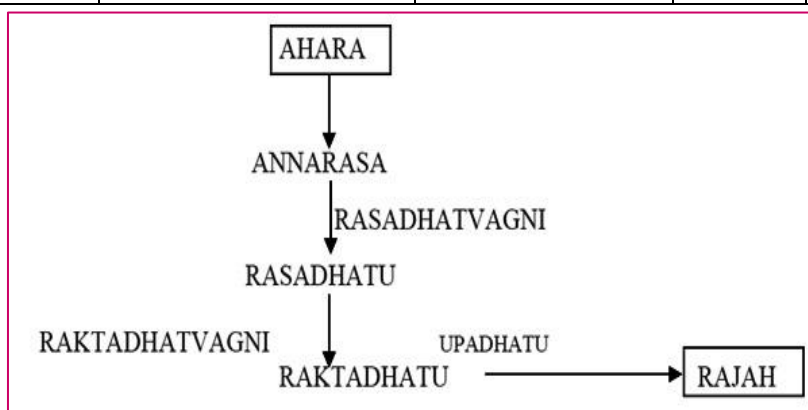 AHARA
ANNARASA
RASADHATVAGNI
RASADHATU
RAKTADHATVAGNI
UPADHATU
RAKTADHATU
RAJAH